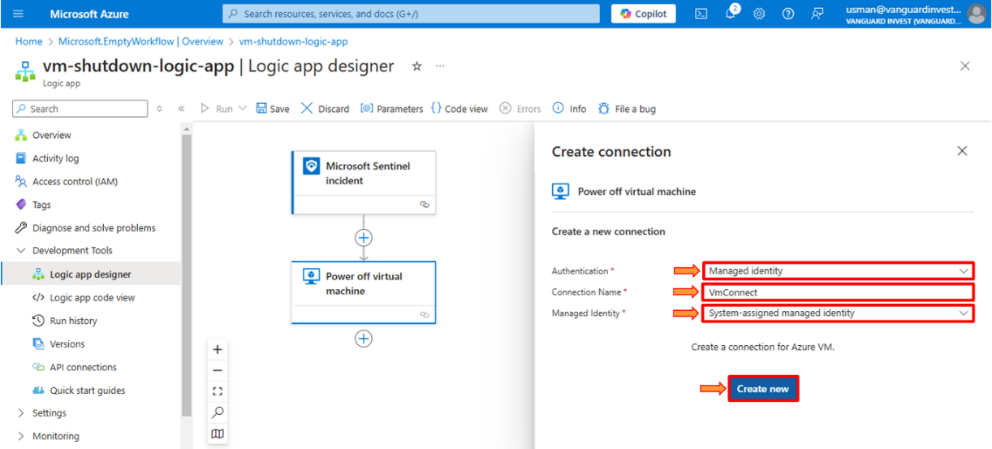 Microsoft Azure
Search resources, services, and docs (G+/)
Copilot
2
usman@vanguardinvest...
VANGUARD INVEST (VANGUARD...
Home > Microsoft.EmptyWorkflow | Overview > vm-shutdown-logic-app
vm-shutdown-logic-app | Logic app designer
Logic app
Search
Run
Save
Discard
Parameters
{} Code view
Errors
Info
File a bug
Overview
Activity log
Access control (IAM)
Tags
Diagnose and solve problems
Development Tools
Logic app designer
</> Logic app code view
Run history
Versions
API connections
Quick start guides
Settings
Monitoring
Microsoft Sentinel
incident
Power off virtual
machine
Create connection
Power off virtual machine
Create a new connection
Authentication *
Managed identity
Connection Name *
VmConnect
Managed Identity *
System-assigned managed identity
Create a connection for Azure VM.
Create new